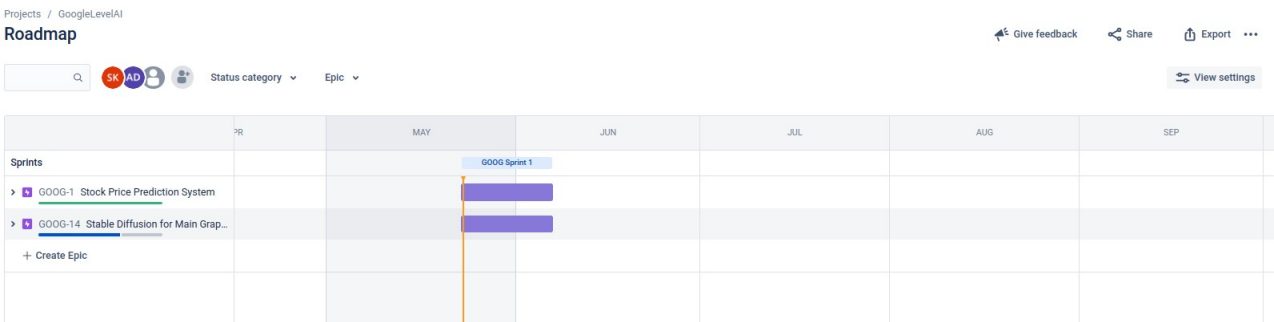 Projects / GoogleLevelAI
Roadmap
Give feedback
Share
Export
SK AD
Status category
Epic
View settings
PR MAY JUN JUL AUG SEP
Sprints
GOOG Sprint 1
GOOG-1 Stock Price Prediction System
GOOG-14 Stable Diffusion for Main Grap...
+ Create Epic